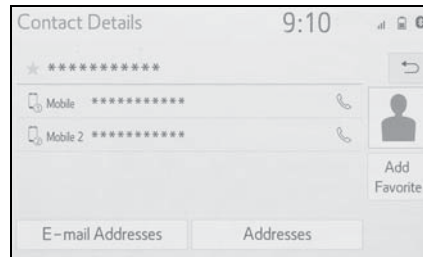 Contact Details 9:10
***********
Mobile ***********
Mobile 2 ***********
Add
Favorite
E-mail Addresses Addresses